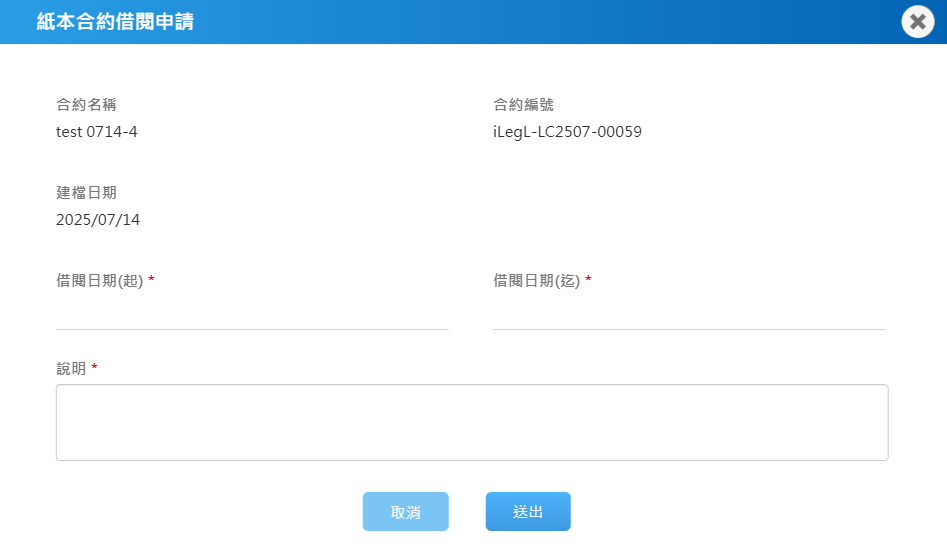 紙本合約借閱申請
合約名稱
合約編號
test 0714-4
iLegL-LC2507-00059
建檔日期
2025/07/14
借閱日期(起) *
借閱日期(迄) *
說明 *
取消
送出